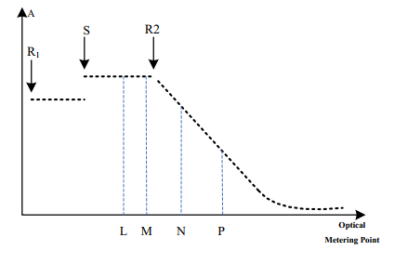 A
S
R2
R1
L M N P
Optical
Metering Point